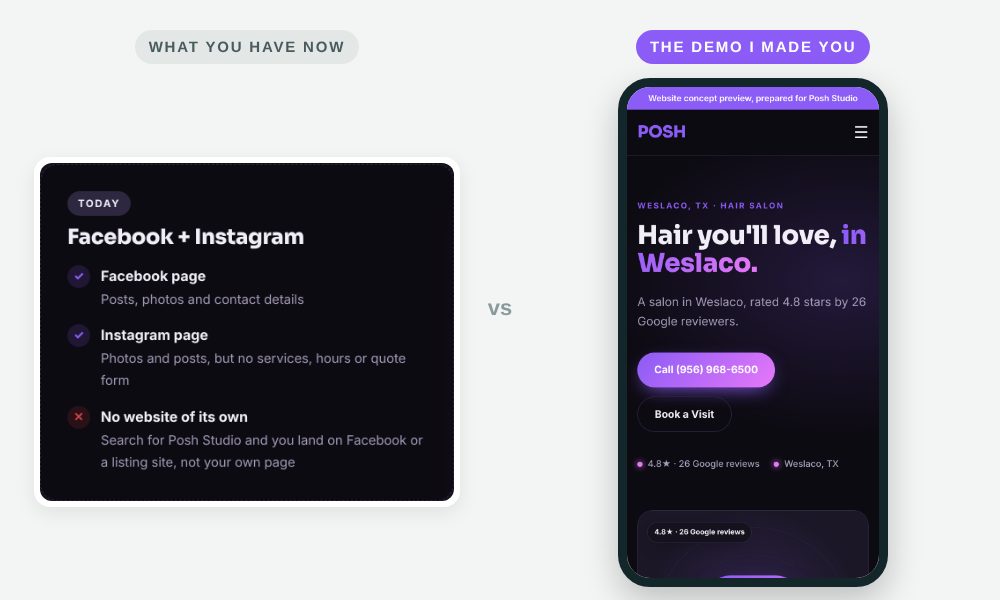 WHAT YOU HAVE NOW
TODAY
Facebook + Instagram
Facebook page
Posts, photos and contact details
Instagram page
Photos and posts, but no services, hours or quote
form
No website of its own
Search for Posh Studio and you land on Facebook or
a listing site, not your own page
vs
THE DEMO I MADE YOU
Website concept preview, prepared for Posh Studio
POSH
WESLACO, TX · HAIR SALON
Hair you'll love, in
Weslaco.
A salon in Weslaco, rated 4.8 stars by 26
Google reviewers.
Call (956) 968-6500
Book a Visit
4.8★ · 26 Google reviews
Weslaco, TX
4.8★ · 26 Google reviews